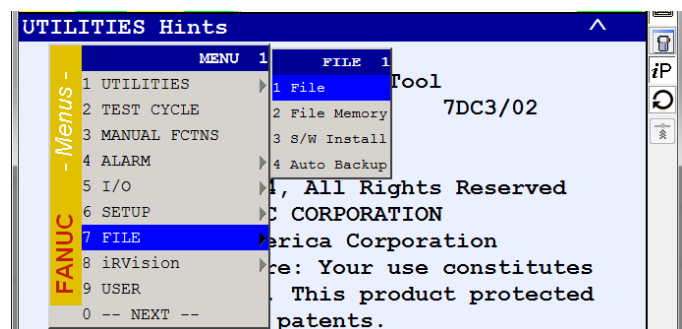 UTILITIES Hints
MENU 1
1 UTILITIES
2 TEST CYCLE
3 MANUAL FCTNS
4 ALARM
5 I/O
6 SETUP
7 FILE
8 iRVision
9 USER
0 -- NEXT --
FANUC - Menus -
FILE 1
1 File
2 File Memory
3 S/W Install
4 Auto Backup
Tool
7DC3/02
4, All Rights Reserved
C CORPORATION
erica Corporation
re: Your use constitutes
. This product protected
patents.
iP